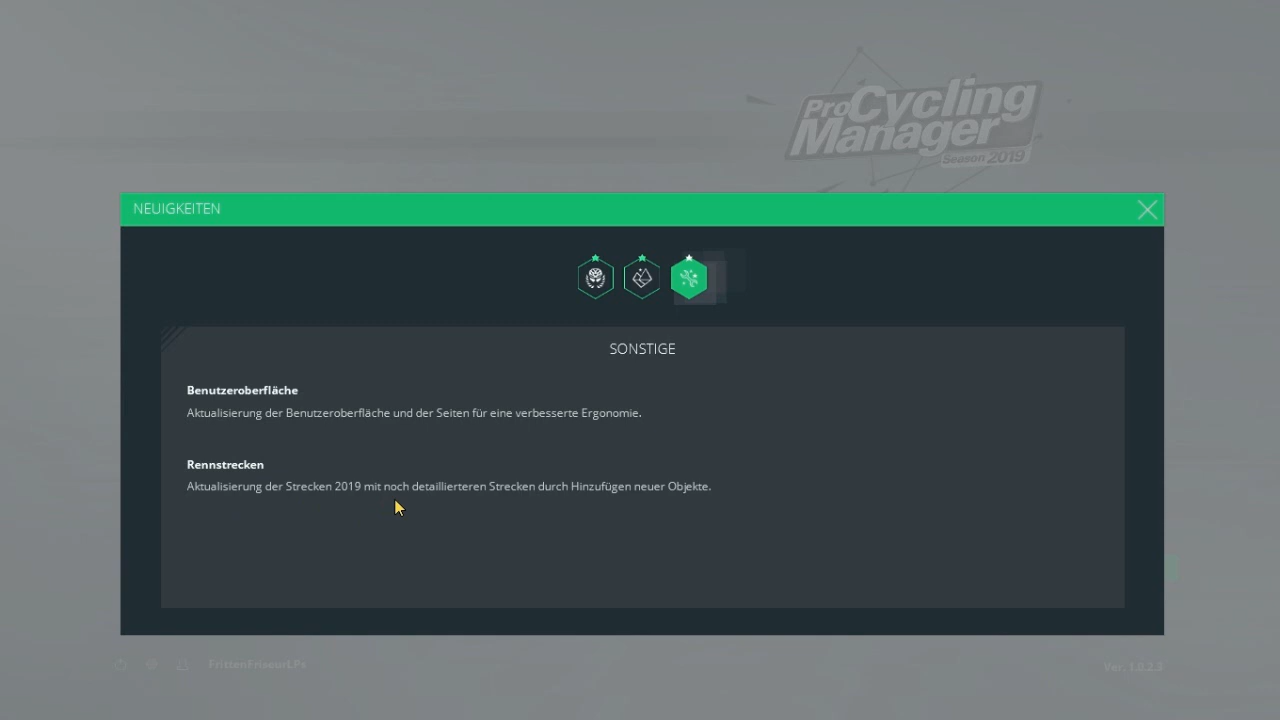 Pro Cycling
Manager
Season 2019
NEUIGKEITEN
SONSTIGE
Benutzeroberfläche
Aktualisierung der Benutzeroberfläche und der Seiten für eine verbesserte Ergonomie.
Rennstrecken
Aktualisierung der Strecken 2019 mit noch detaillierteren Strecken durch Hinzufügen neuer Objekte.
FrittenFriseurLPs